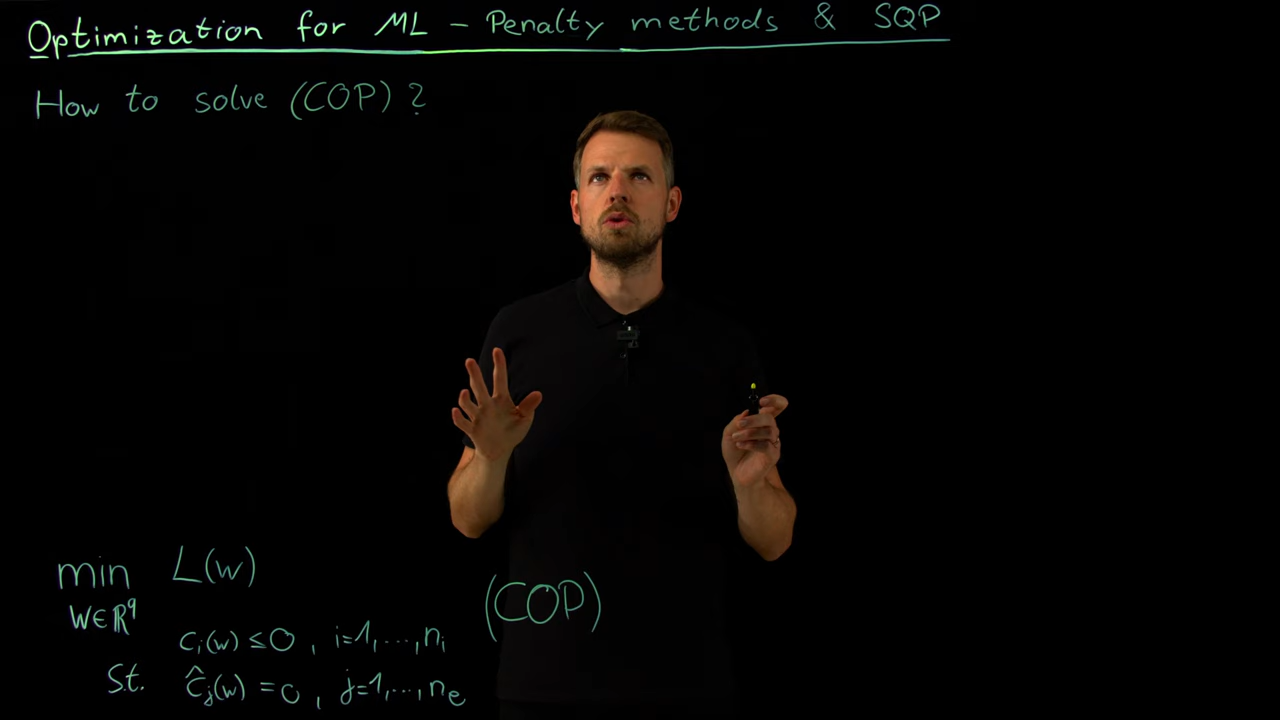 Optimization for ML – Penalty methods & SQP
How to solve (COP) ?
min L(w)
w∈ℝ^q
c_i(w) ≤ 0 , i=1,...,n_i (COP)
s.t. ĉ_j(w) = 0 , j=1,...,n_e